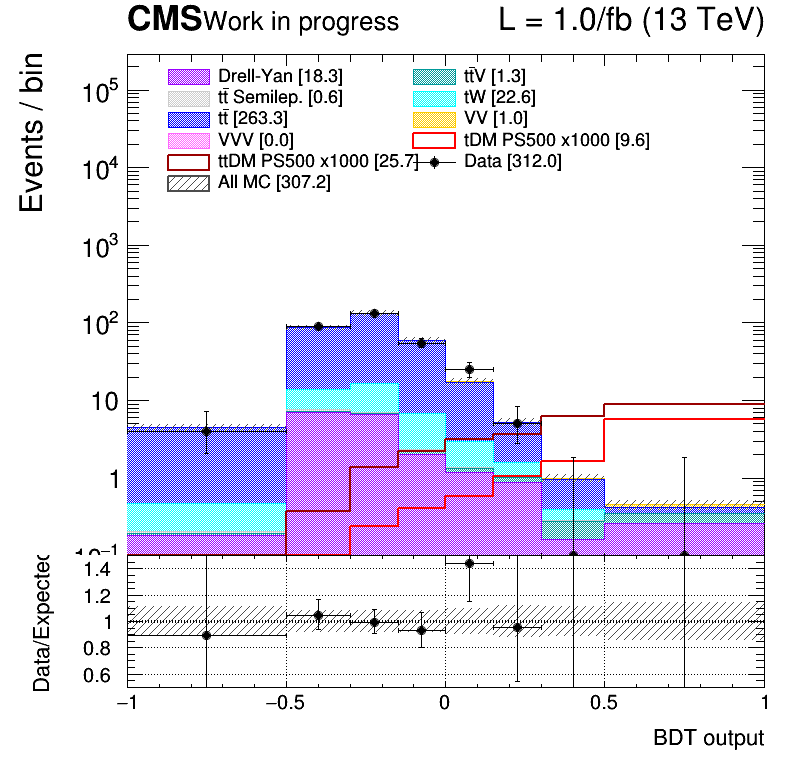 CMS Work in progress L = 1.0/fb (13 TeV)
Events / bin
10⁵
10⁴
10³
10²
10
1
10⁻¹
Drell-Yan [18.3] tt̄V [1.3]
tt̄ Semilep. [0.6] tW [22.6]
tt̄ [263.3] VV [1.0]
VVV [0.0] tDM PS500 x1000 [9.6]
ttDM PS500 x1000 [25.7] Data [312.0]
All MC [307.2]
Data/Expected
1.4
1.2
1
0.8
0.6
−1 −0.5 0 0.5 1
BDT output